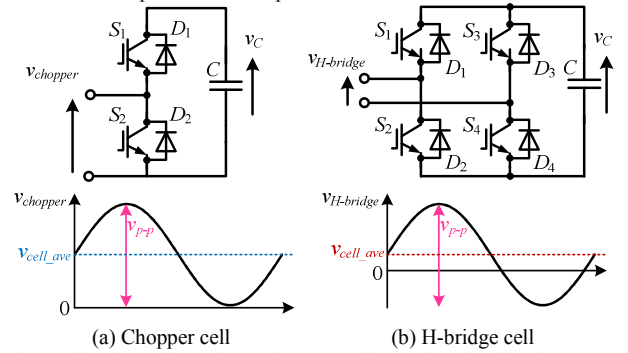 S1
D1
vC
C
vchopper
S2
D2
S1
S3
vC
vH-bridge
D1
D3
C
S2
S4
D2
D4
vchopper
vp-p
vcell_ave
0
vH-bridge
vp-p
vcell_ave
0
(a) Chopper cell
(b) H-bridge cell